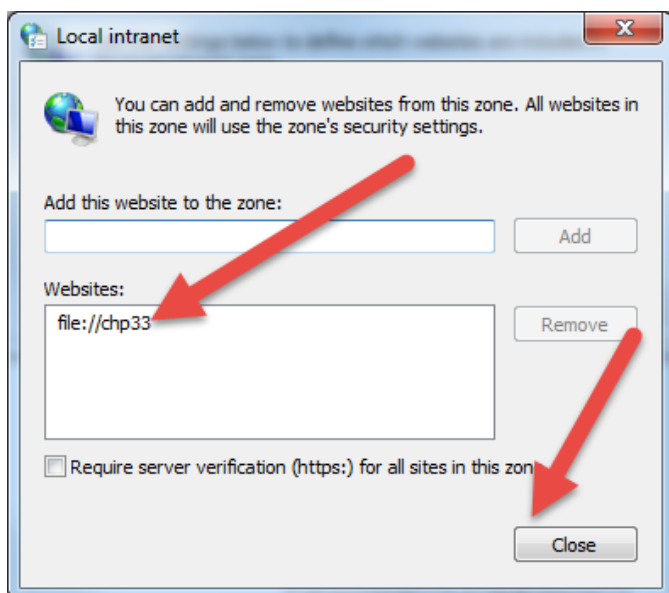 Local intranet
You can add and remove websites from this zone. All websites in
this zone will use the zone's security settings.
Add this website to the zone:
Add
Websites:
file://chp33
Remove
Require server verification (https:) for all sites in this zon
Close